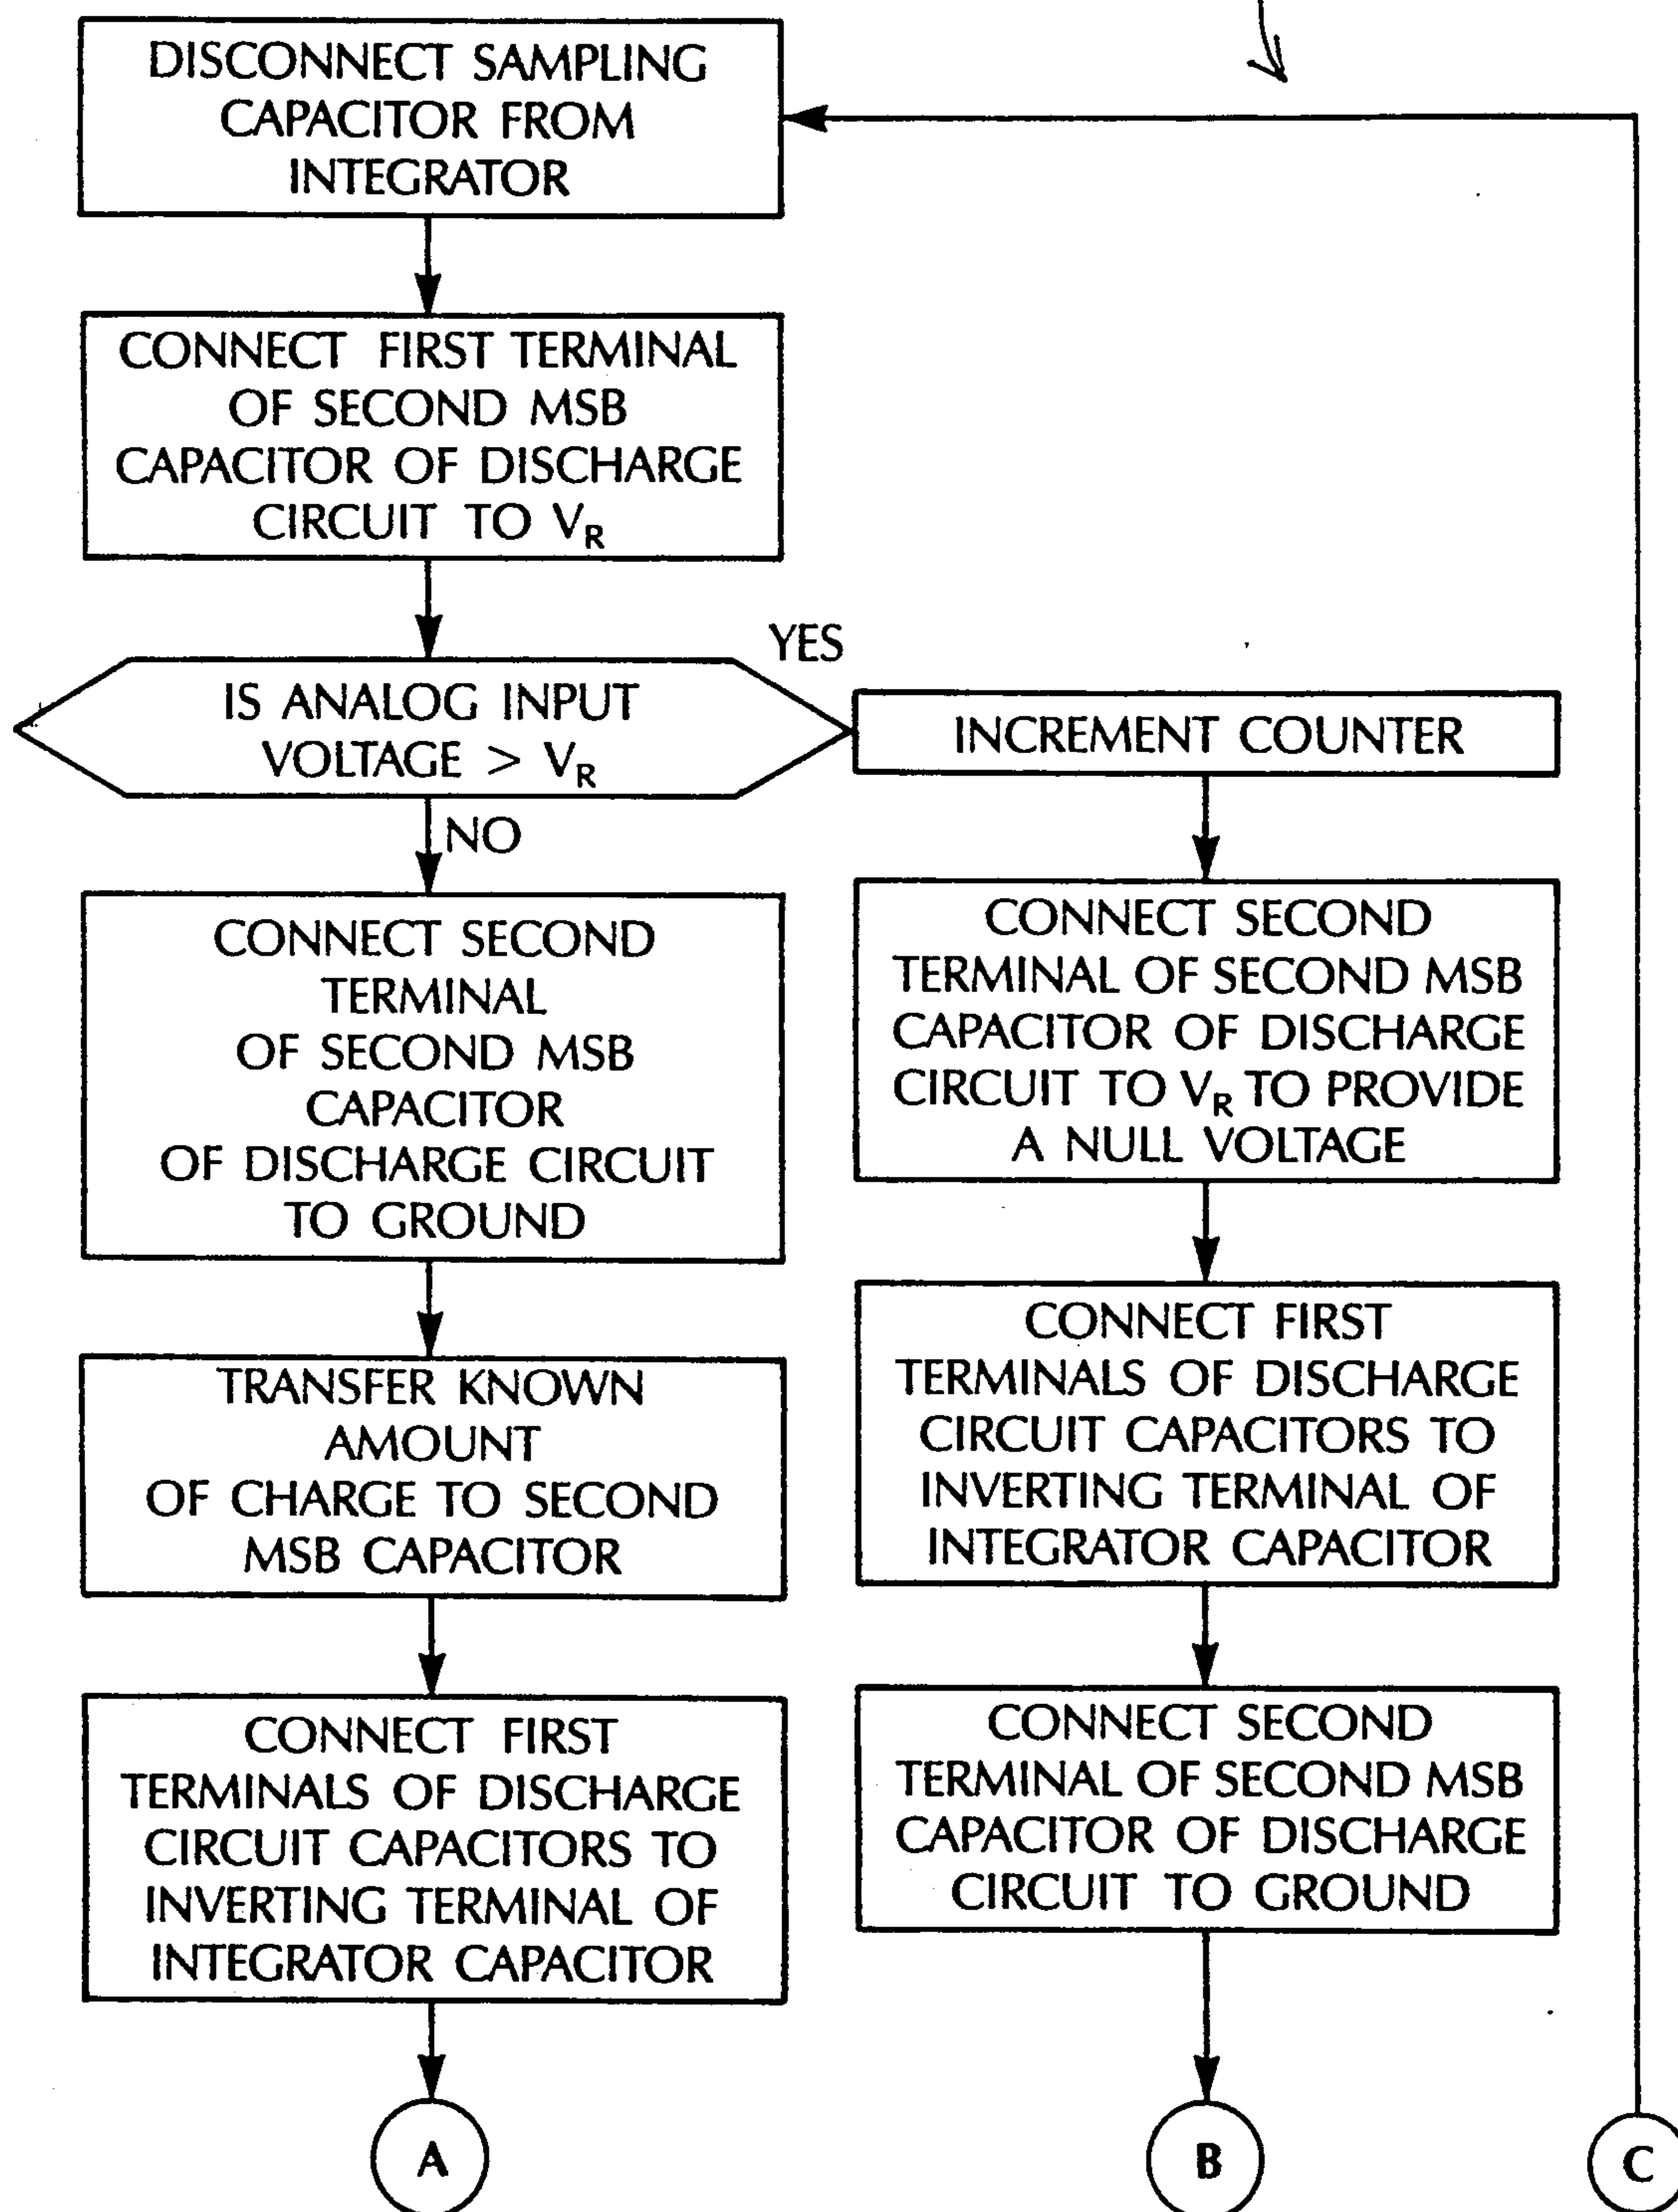 DISCONNECT SAMPLING
CAPACITOR FROM
INTEGRATOR
CONNECT FIRST TERMINAL
OF SECOND MSB
CAPACITOR OF DISCHARGE
CIRCUIT TO VR
YES
IS ANALOG INPUT
VOLTAGE > VR
NO
INCREMENT COUNTER
CONNECT SECOND
TERMINAL
OF SECOND MSB
CAPACITOR
OF DISCHARGE CIRCUIT
TO GROUND
TRANSFER KNOWN
AMOUNT
OF CHARGE TO SECOND
MSB CAPACITOR
CONNECT FIRST
TERMINALS OF DISCHARGE
CIRCUIT CAPACITORS TO
INVERTING TERMINAL OF
INTEGRATOR CAPACITOR
A
CONNECT SECOND
TERMINAL OF SECOND MSB
CAPACITOR OF DISCHARGE
CIRCUIT TO VR TO PROVIDE
A NULL VOLTAGE
CONNECT FIRST
TERMINALS OF DISCHARGE
CIRCUIT CAPACITORS TO
INVERTING TERMINAL OF
INTEGRATOR CAPACITOR
CONNECT SECOND
TERMINAL OF SECOND MSB
CAPACITOR OF DISCHARGE
CIRCUIT TO GROUND
B
C